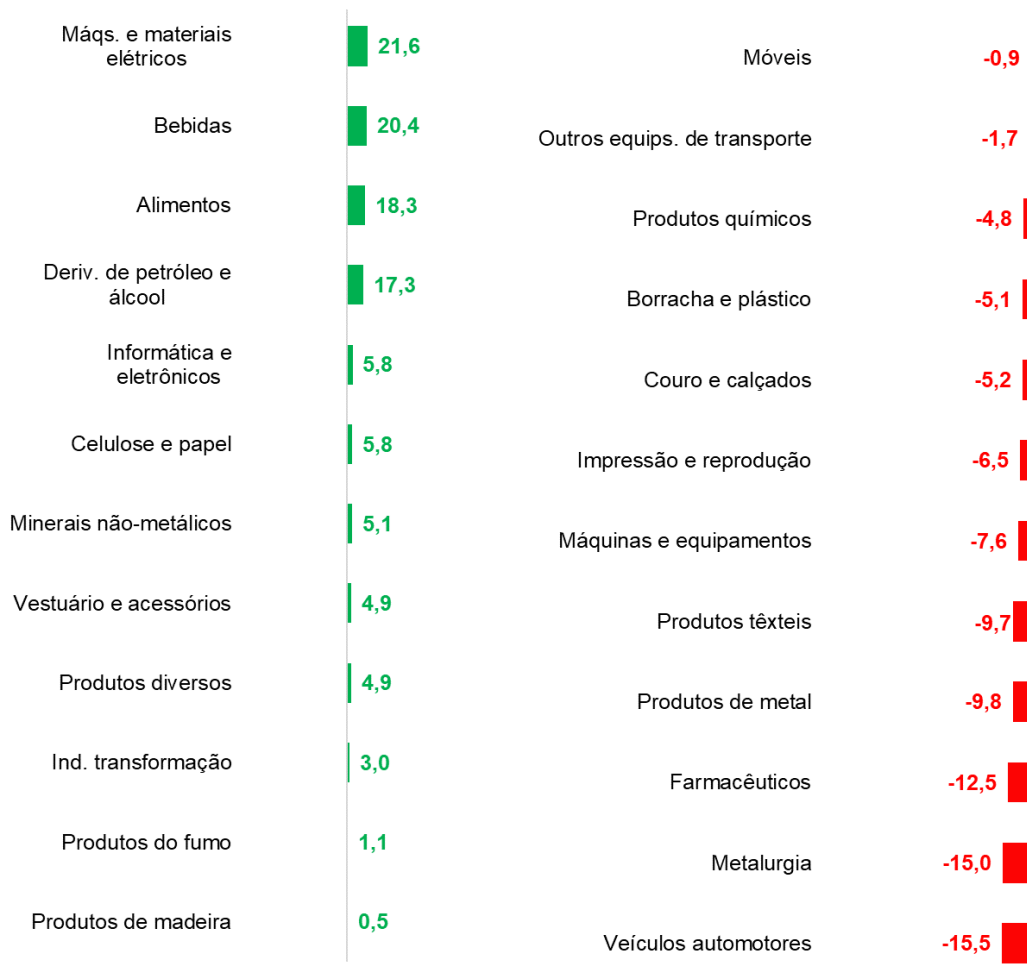 Máqs. e materiais
elétricos
21,6
Bebidas
20,4
Alimentos
18,3
Deriv. de petróleo e
álcool
17,3
Informática e
eletrônicos
5,8
Celulose e papel
5,8
Minerais não-metálicos
5,1
Vestuário e acessórios
4,9
Produtos diversos
4,9
Ind. transformação
3,0
Produtos do fumo
1,1
Produtos de madeira
0,5
Móveis
-0,9
Outros equips. de transporte
-1,7
Produtos químicos
-4,8
Borracha e plástico
-5,1
Couro e calçados
-5,2
Impressão e reprodução
-6,5
Máquinas e equipamentos
-7,6
Produtos têxteis
-9,7
Produtos de metal
-9,8
Farmacêuticos
-12,5
Metalurgia
-15,0
Veículos automotores
-15,5